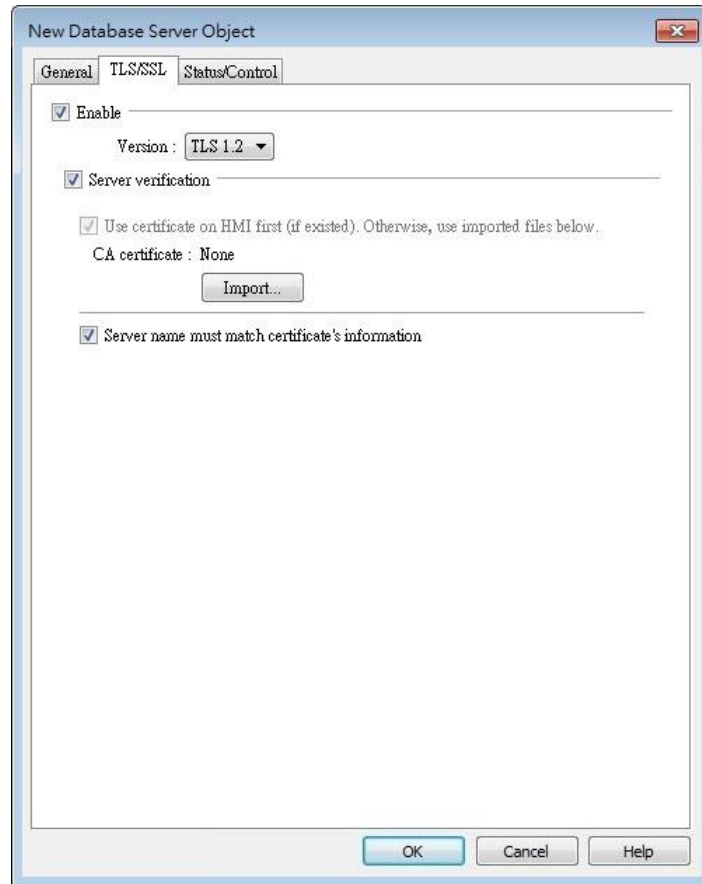 New Database Server Object
General TLS/SSL Status/Control
Enable
Version : TLS 1.2
Server verification
Use certificate on HMI first (if existed). Otherwise, use imported files below.
CA certificate : None
Import...
Server name must match certificate's information
OK Cancel Help